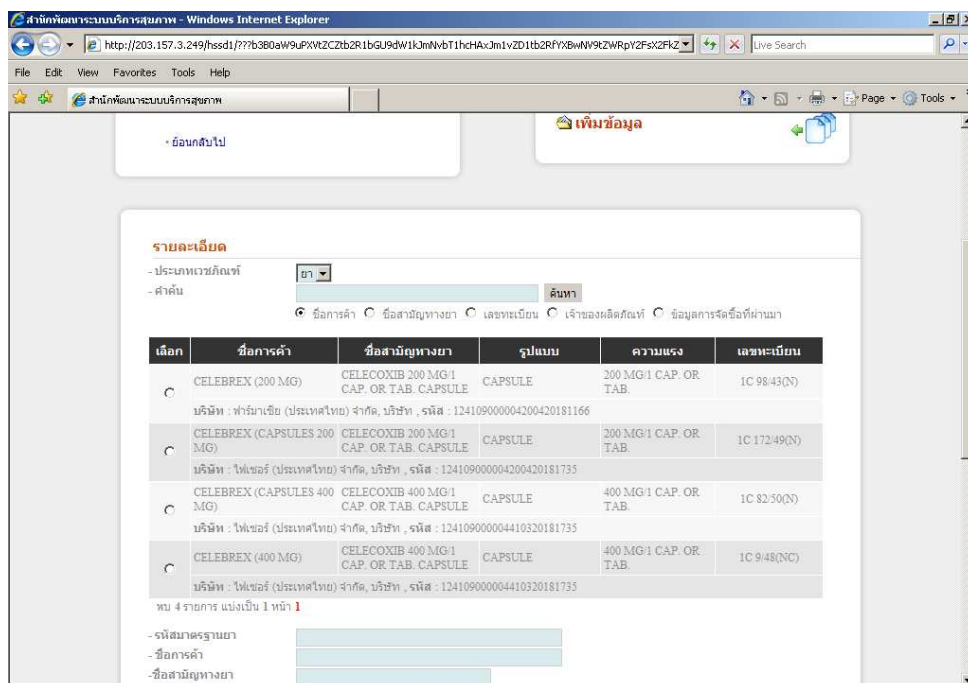 สำนักพัฒนาระบบบริการสุขภาพ - Windows Internet Explorer
Live Search
File Edit View Favorites Tools Help
สำนักพัฒนาระบบบริการสุขภาพ
Page Tools
เพิ่มข้อมูล
ย้อนกลับไป
รายละเอียด
- ประเภทเวชภัณฑ์ ยา
- คำค้น ค้นหา
ชื่อการค้า ชื่อสามัญทางยา เลขทะเบียน เจ้าของผลิตภัณฑ์ ข้อมูลการจัดซื้อที่ผ่านมา
เลือก ชื่อการค้า ชื่อสามัญทางยา รูปแบบ ความแรง เลขทะเบียน
CELEBREX (200 MG) CELECOXIB 200 MG/1 CAP. OR TAB. CAPSULE CAPSULE 200 MG/1 CAP. OR TAB. 1C 98/43(N)
บริษัท : ฟาร์มาเซีย (ประเทศไทย) จำกัด, บริษัท , รหัส : 124109000004200420181166
CELEBREX (CAPSULES 200 MG) CELECOXIB 200 MG/1 CAP. OR TAB. CAPSULE CAPSULE 200 MG/1 CAP. OR TAB. 1C 172/49(N)
บริษัท : ไฟเซอร์ (ประเทศไทย) จำกัด, บริษัท , รหัส : 124109000004200420181735
CELEBREX (CAPSULES 400 MG) CELECOXIB 400 MG/1 CAP. OR TAB. CAPSULE CAPSULE 400 MG/1 CAP. OR TAB. 1C 82/50(N)
บริษัท : ไฟเซอร์ (ประเทศไทย) จำกัด, บริษัท , รหัส : 124109000004410320181735
CELEBREX (400 MG) CELECOXIB 400 MG/1 CAP. OR TAB. CAPSULE CAPSULE 400 MG/1 CAP. OR TAB. 1C 9/48(NC)
บริษัท : ไฟเซอร์ (ประเทศไทย) จำกัด, บริษัท , รหัส : 124109000004410320181735
พบ 4 รายการ แบ่งเป็น 1 หน้า 1
- รหัสมาตรฐานยา
- ชื่อการค้า
-ชื่อสามัญทางยา